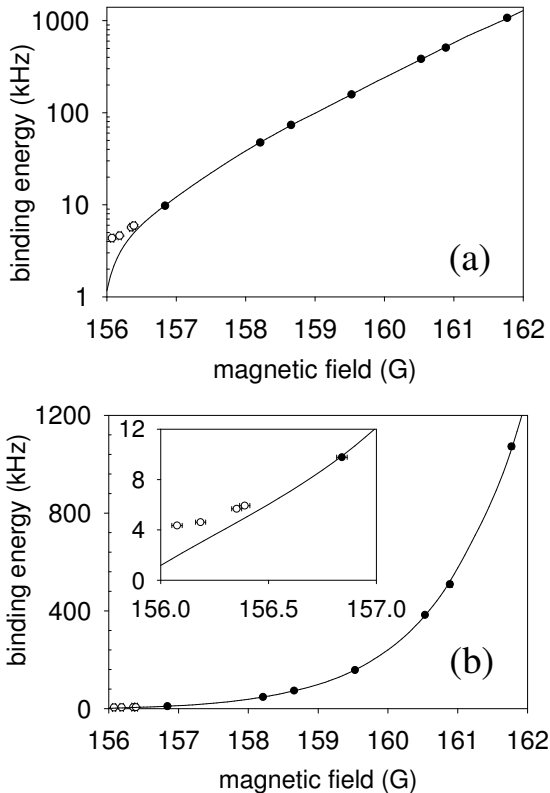 binding energy (kHz)
1000
100
10
1
(a)
156 157 158 159 160 161 162
magnetic field (G)
binding energy (kHz)
1200
800
400
0
12
8
4
0
156.0 156.5 157.0
(b)
156 157 158 159 160 161 162
magnetic field (G)